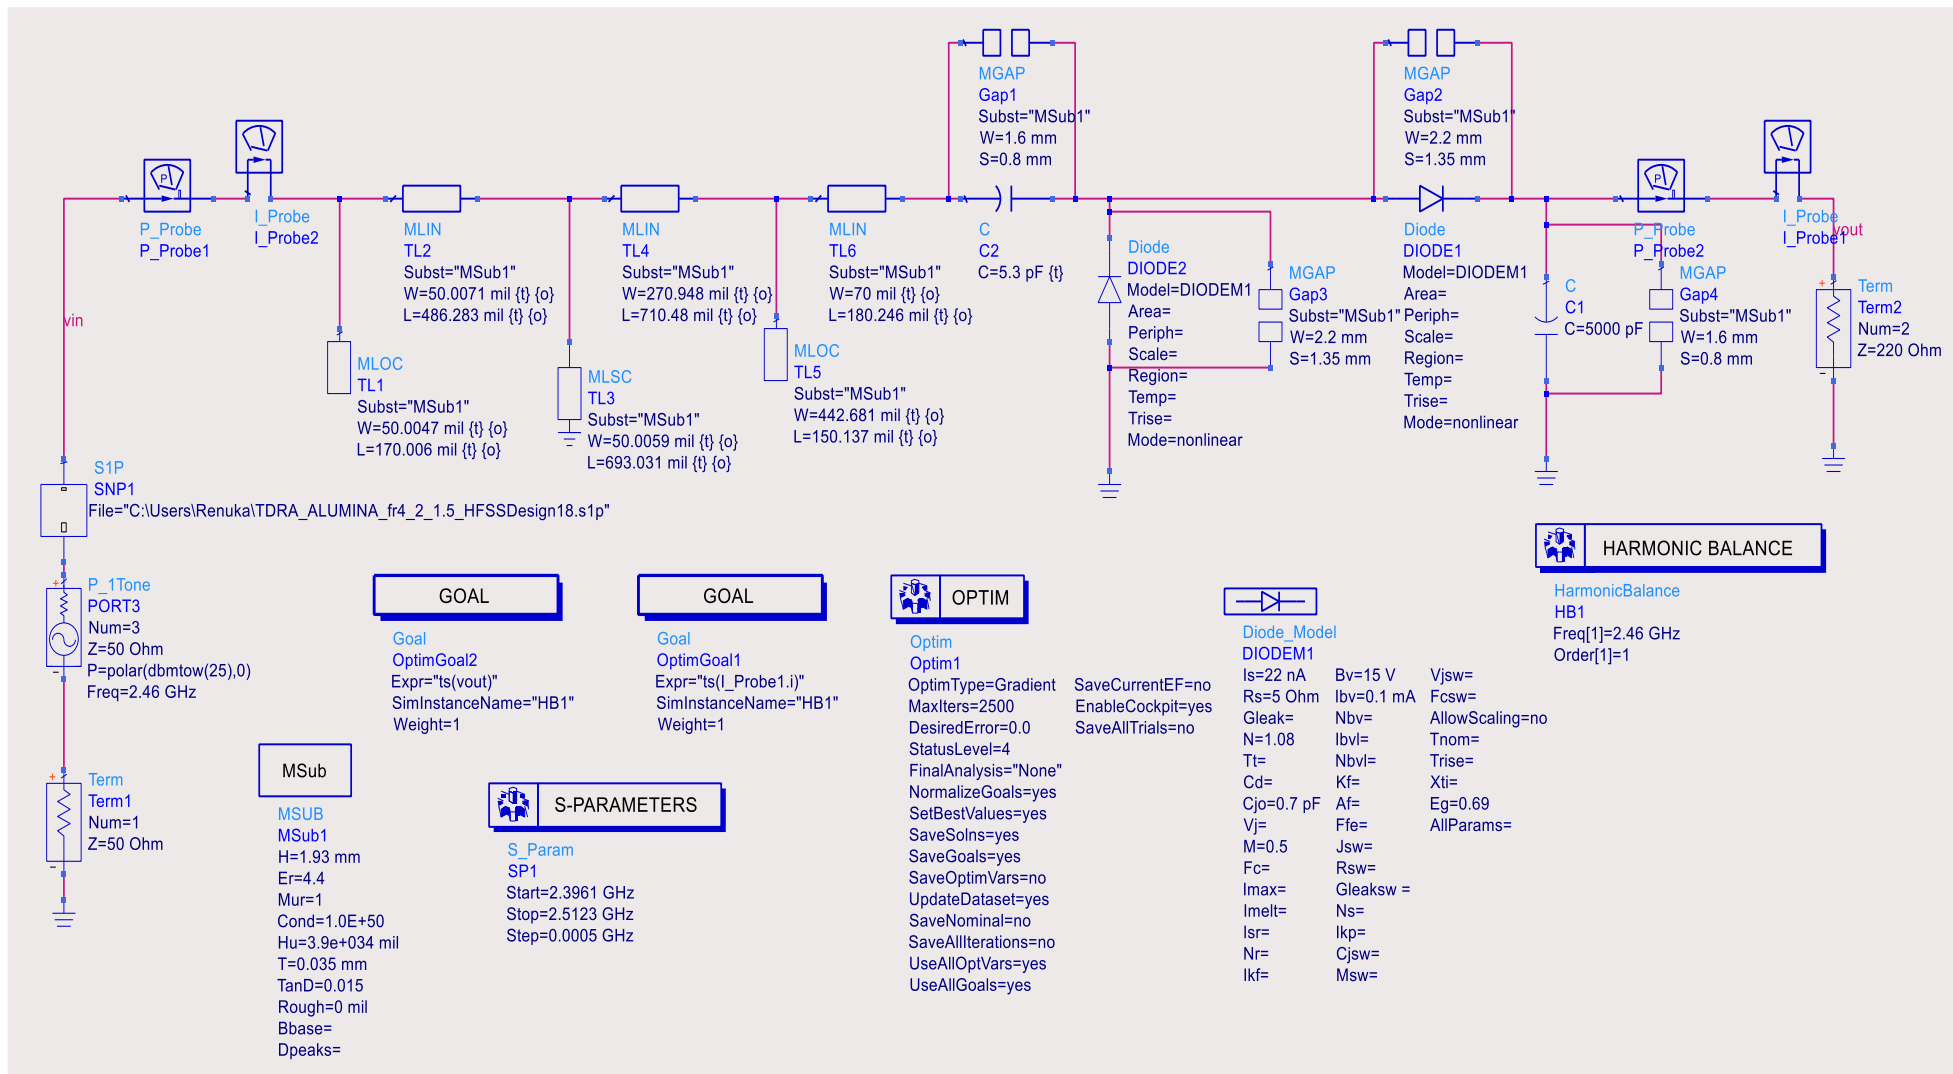 MGAP
Gap1
Subst="MSub1"
W=1.6 mm
S=0.8 mm
MGAP
Gap2
Subst="MSub1"
W=2.2 mm
S=1.35 mm
P
P_Probe
P_Probe1
I_Probe
I_Probe2
MLIN
TL2
Subst="MSub1"
W=50.0071 mil {t} {o}
L=486.283 mil {t} {o}
MLIN
TL4
Subst="MSub1"
W=270.948 mil {t} {o}
L=710.48 mil {t} {o}
MLIN
TL6
Subst="MSub1"
W=70 mil {t} {o}
L=180.246 mil {t} {o}
C
C2
C=5.3 pF {t}
Diode
DIODE2
Model=DIODEM1
Area=
Periph=
Scale=
Region=
Temp=
Trise=
Mode=nonlinear
MGAP
Gap3
Subst="MSub1"
W=2.2 mm
S=1.35 mm
Diode
DIODE1
Model=DIODEM1
Area=
Periph=
Scale=
Region=
Temp=
Trise=
Mode=nonlinear
C
C1
C=5000 pF
P
P_Probe
P_Probe2
MGAP
Gap4
Subst="MSub1"
W=1.6 mm
S=0.8 mm
I_Probe
I_Probe1
vout
+
Term
Term2
Num=2
Z=220 Ohm
-
vin
MLOC
TL1
Subst="MSub1"
W=50.0047 mil {t} {o}
L=170.006 mil {t} {o}
MLSC
TL3
Subst="MSub1"
W=50.0059 mil {t} {o}
L=693.031 mil {t} {o}
MLOC
TL5
Subst="MSub1"
W=442.681 mil {t} {o}
L=150.137 mil {t} {o}
S1P
SNP1
File="C:\Users\Renuka\TDRA_ALUMINA_fr4_2_1.5_HFSSDesign18.s1p"
+
P_1Tone
PORT3
Num=3
Z=50 Ohm
P=polar(dbmtow(25),0)
Freq=2.46 GHz
-
+
Term
Term1
Num=1
Z=50 Ohm
-
GOAL
Goal
OptimGoal2
Expr="ts(vout)"
SimInstanceName="HB1"
Weight=1
GOAL
Goal
OptimGoal1
Expr="ts(I_Probe1.i)"
SimInstanceName="HB1"
Weight=1
MSub
MSUB
MSub1
H=1.93 mm
Er=4.4
Mur=1
Cond=1.0E+50
Hu=3.9e+034 mil
T=0.035 mm
TanD=0.015
Rough=0 mil
Bbase=
Dpeaks=
S-PARAMETERS
S_Param
SP1
Start=2.3961 GHz
Stop=2.5123 GHz
Step=0.0005 GHz
OPTIM
Optim
Optim1
OptimType=Gradient
MaxIters=2500
DesiredError=0.0
StatusLevel=4
FinalAnalysis="None"
NormalizeGoals=yes
SetBestValues=yes
SaveSolns=yes
SaveGoals=yes
SaveOptimVars=no
UpdateDataset=yes
SaveNominal=no
SaveAllIterations=no
UseAllOptVars=yes
UseAllGoals=yes
SaveCurrentEF=no
EnableCockpit=yes
SaveAllTrials=no
Diode_Model
DIODEM1
Is=22 nA
Rs=5 Ohm
Gleak=
N=1.08
Tt=
Cd=
Cjo=0.7 pF
Vj=
M=0.5
Fc=
Imax=
Imelt=
Isr=
Nr=
Ikf=
Bv=15 V
Ibv=0.1 mA
Nbv=
Ibvl=
Nbvl=
Kf=
Af=
Ffe=
Jsw=
Rsw=
Gleaksw =
Ns=
Ikp=
Cjsw=
Msw=
Vjsw=
Fcsw=
AllowScaling=no
Tnom=
Trise=
Xti=
Eg=0.69
AllParams=
HARMONIC BALANCE
HarmonicBalance
HB1
Freq[1]=2.46 GHz
Order[1]=1